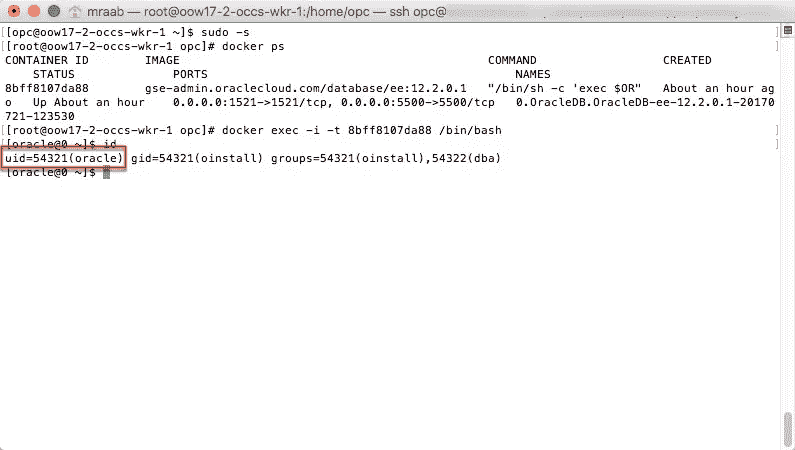 mraab — root@oow17-2-occs-wkr-1:/home/opc — ssh opc@
[opc@oow17-2-occs-wkr-1 ~]$ sudo -s
[root@oow17-2-occs-wkr-1 opc]# docker ps
CONTAINER ID IMAGE COMMAND CREATED
STATUS PORTS NAMES
8bff8107da88 gse-admin.oraclecloud.com/database/ee:12.2.0.1 "/bin/sh -c 'exec $OR" About an hour ag
o Up About an hour 0.0.0.0:1521->1521/tcp, 0.0.0.0:5500->5500/tcp 0.OracleDB.OracleDB-ee-12.2.0.1-20170
721-123530
[root@oow17-2-occs-wkr-1 opc]# docker exec -i -t 8bff8107da88 /bin/bash
[oracle@0 ~]$ id
uid=54321(oracle) gid=54321(oinstall) groups=54321(oinstall),54322(dba)
[oracle@0 ~]$